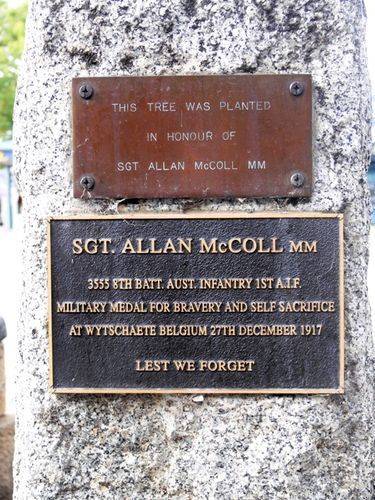 THIS TREE WAS PLANTED
IN HONOUR OF
SGT ALLAN McCOLL MM
SGT. ALLAN McCOLL MM
3555 8TH BATT. AUST. INFANTRY 1ST A.I.F.
MILITARY MEDAL FOR BRAVERY AND SELF SACRIFICE
AT WYTSCHAETE BELGIUM 27TH DECEMBER 1917
LEST WE FORGET